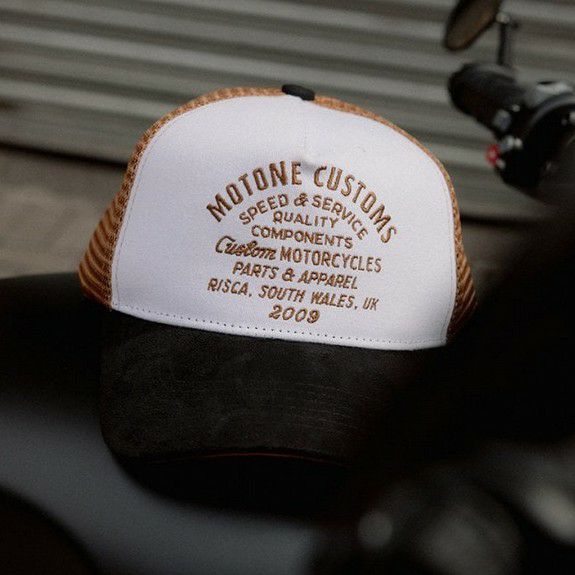 MOTONE CUSTOMS
SPEED & SERVICE
QUALITY
COMPONENTS
Custom MOTORCYCLES
PARTS & APPAREL
RISCA, SOUTH WALES, UK
2009